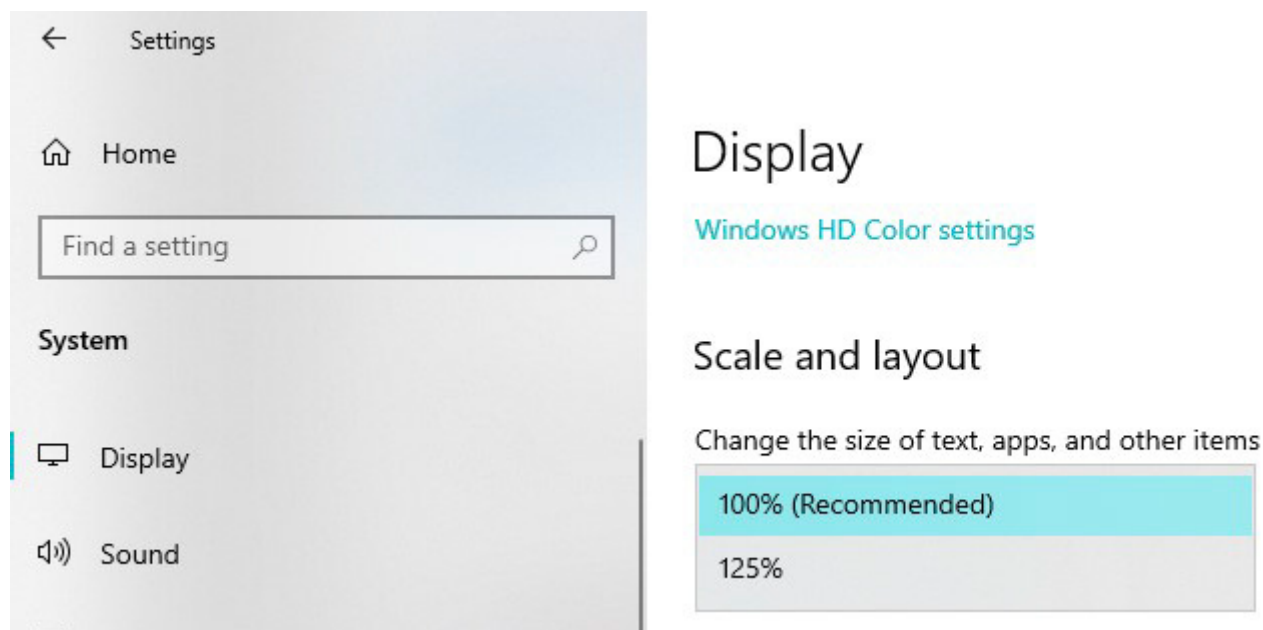 Settings
Home
Find a setting
System
Display
Sound
Display
Windows HD Color settings
Scale and layout
Change the size of text, apps, and other items
100% (Recommended)
125%